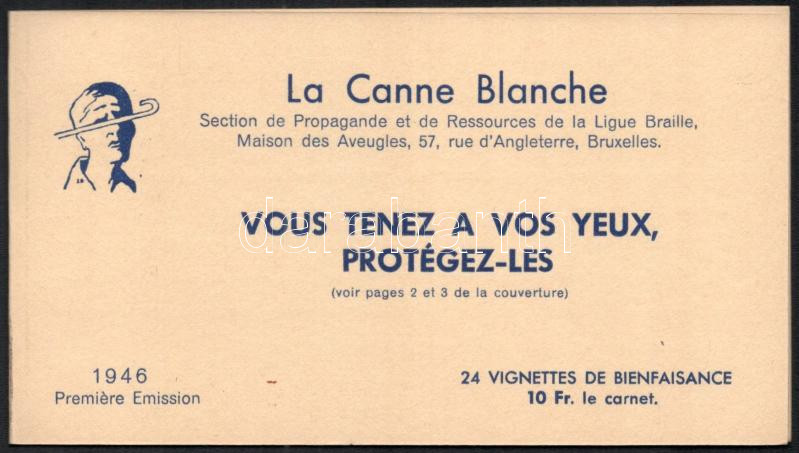 La Canne Blanche
Section de Propagande et de Ressources de la Ligue Braille,
Maison des Aveugles, 57, rue d'Angleterre, Bruxelles.
VOUS TENEZ A VOS YEUX,
darabanth
PROTÉGEZ-LES
(voir pages 2 et 3 de la couverture)
1946
Première Emission
24 VIGNETTES DE BIENFAISANCE
10 Fr. le carnet.